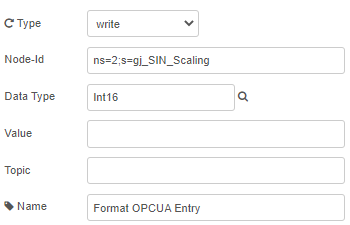 Type write
Node-Id ns=2;s=gj_SIN_Scaling
Data Type Int16
Value
Topic
Name Format OPCUA Entry